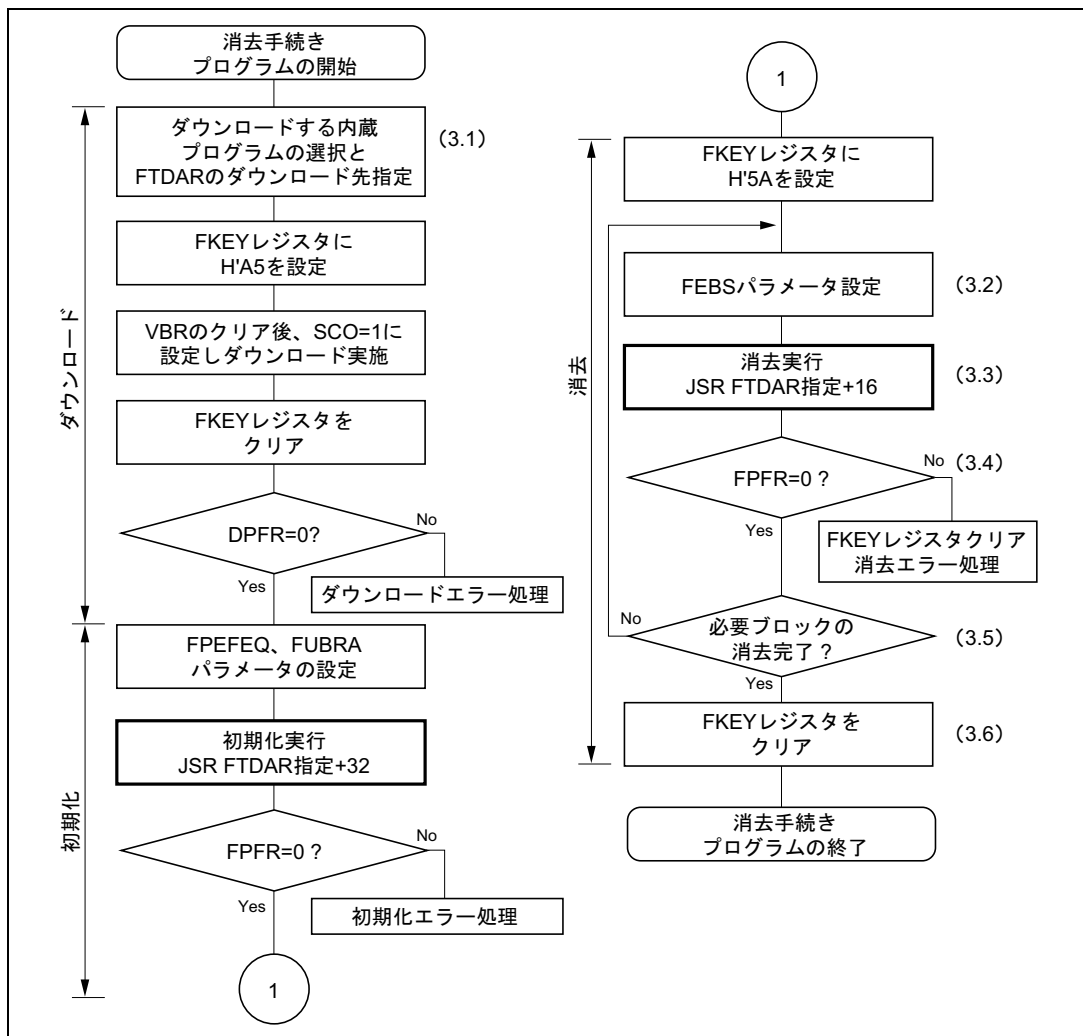 消去手続き
プログラムの開始
ダウンロード
ダウンロードする内蔵
プログラムの選択と
FTDARのダウンロード先指定
(3.1)
FKEYレジスタに
H'A5を設定
VBRのクリア後、SCO=1に
設定しダウンロード実施
FKEYレジスタを
クリア
DPFR=0?
No
Yes
ダウンロードエラー処理
初期化
FPEFEQ、FUBRA
パラメータの設定
初期化実行
JSR FTDAR指定+32
FPFR=0？
No
Yes
初期化エラー処理
1
1
消去
FKEYレジスタに
H'5Aを設定
FEBSパラメータ設定
(3.2)
消去実行
JSR FTDAR指定+16
(3.3)
FPFR=0？
No
(3.4)
Yes
FKEYレジスタクリア
消去エラー処理
No
必要ブロックの
消去完了？
(3.5)
Yes
FKEYレジスタを
クリア
(3.6)
消去手続き
プログラムの終了